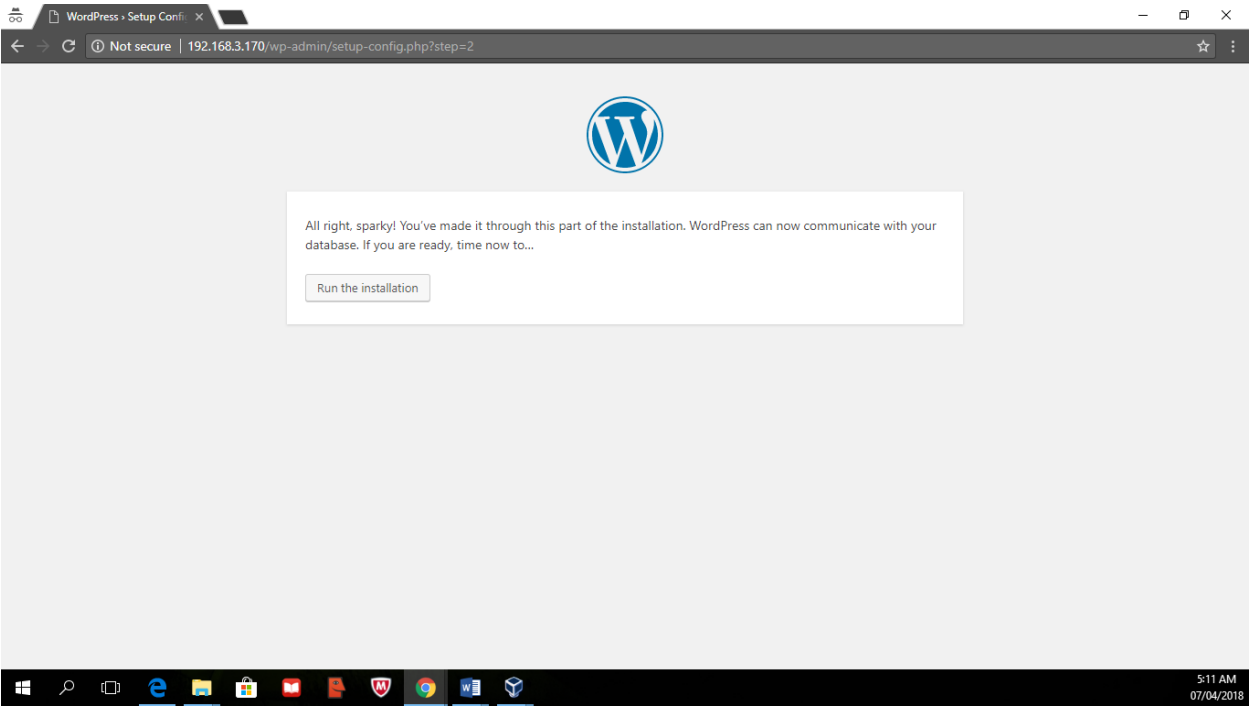 WordPress › Setup Confi
Not secure | 192.168.3.170/wp-admin/setup-config.php?step=2
All right, sparky! You’ve made it through this part of the installation. WordPress can now communicate with your
database. If you are ready, time now to…
Run the installation
5:11 AM
07/04/2018